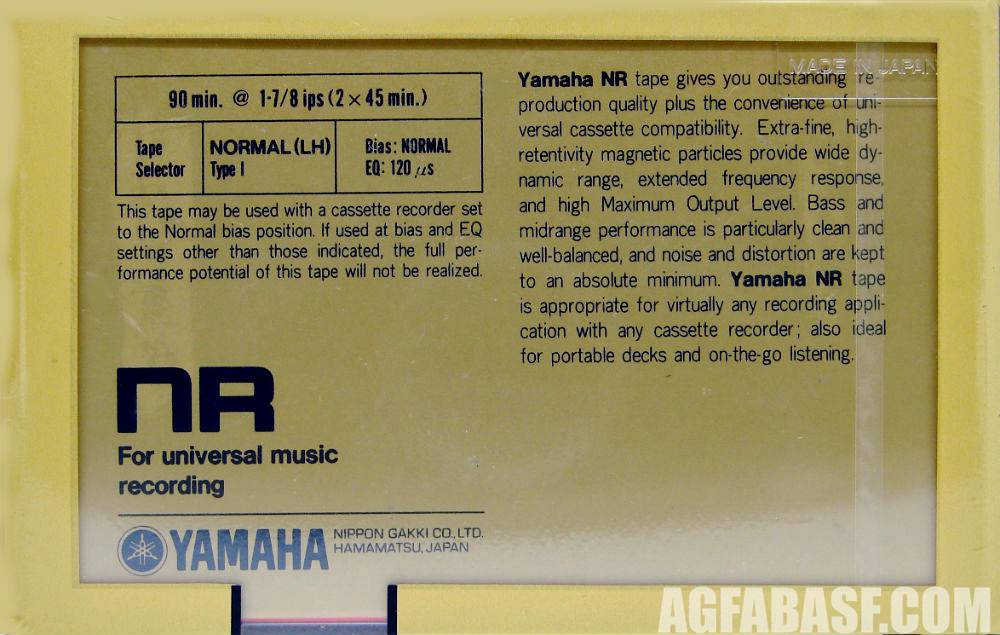 MADE IN JAPAN
90 min. @ 1-7/8 ips (2 × 45 min.)
Tape
Selector
NORMAL (LH)
Type I
Bias: NORMAL
EQ: 120 μs
This tape may be used with a cassette recorder set
to the Normal bias position. If used at bias and EQ
settings other than those indicated, the full per-
formance potential of this tape will not be realized.
Yamaha NR tape gives you outstanding re-
production quality plus the convenience of uni-
versal cassette compatibility. Extra-fine, high-
retentivity magnetic particles provide wide dy-
namic range, extended frequency response,
and high Maximum Output Level. Bass and
midrange performance is particularly clean and
well-balanced, and noise and distortion are kept
to an absolute minimum. Yamaha NR tape
is appropriate for virtually any recording appli-
cation with any cassette recorder; also ideal
for portable decks and on-the-go listening.
NR
For universal music
recording
YAMAHA
NIPPON GAKKI CO., LTD.
HAMAMATSU, JAPAN
AGFABASF.COM